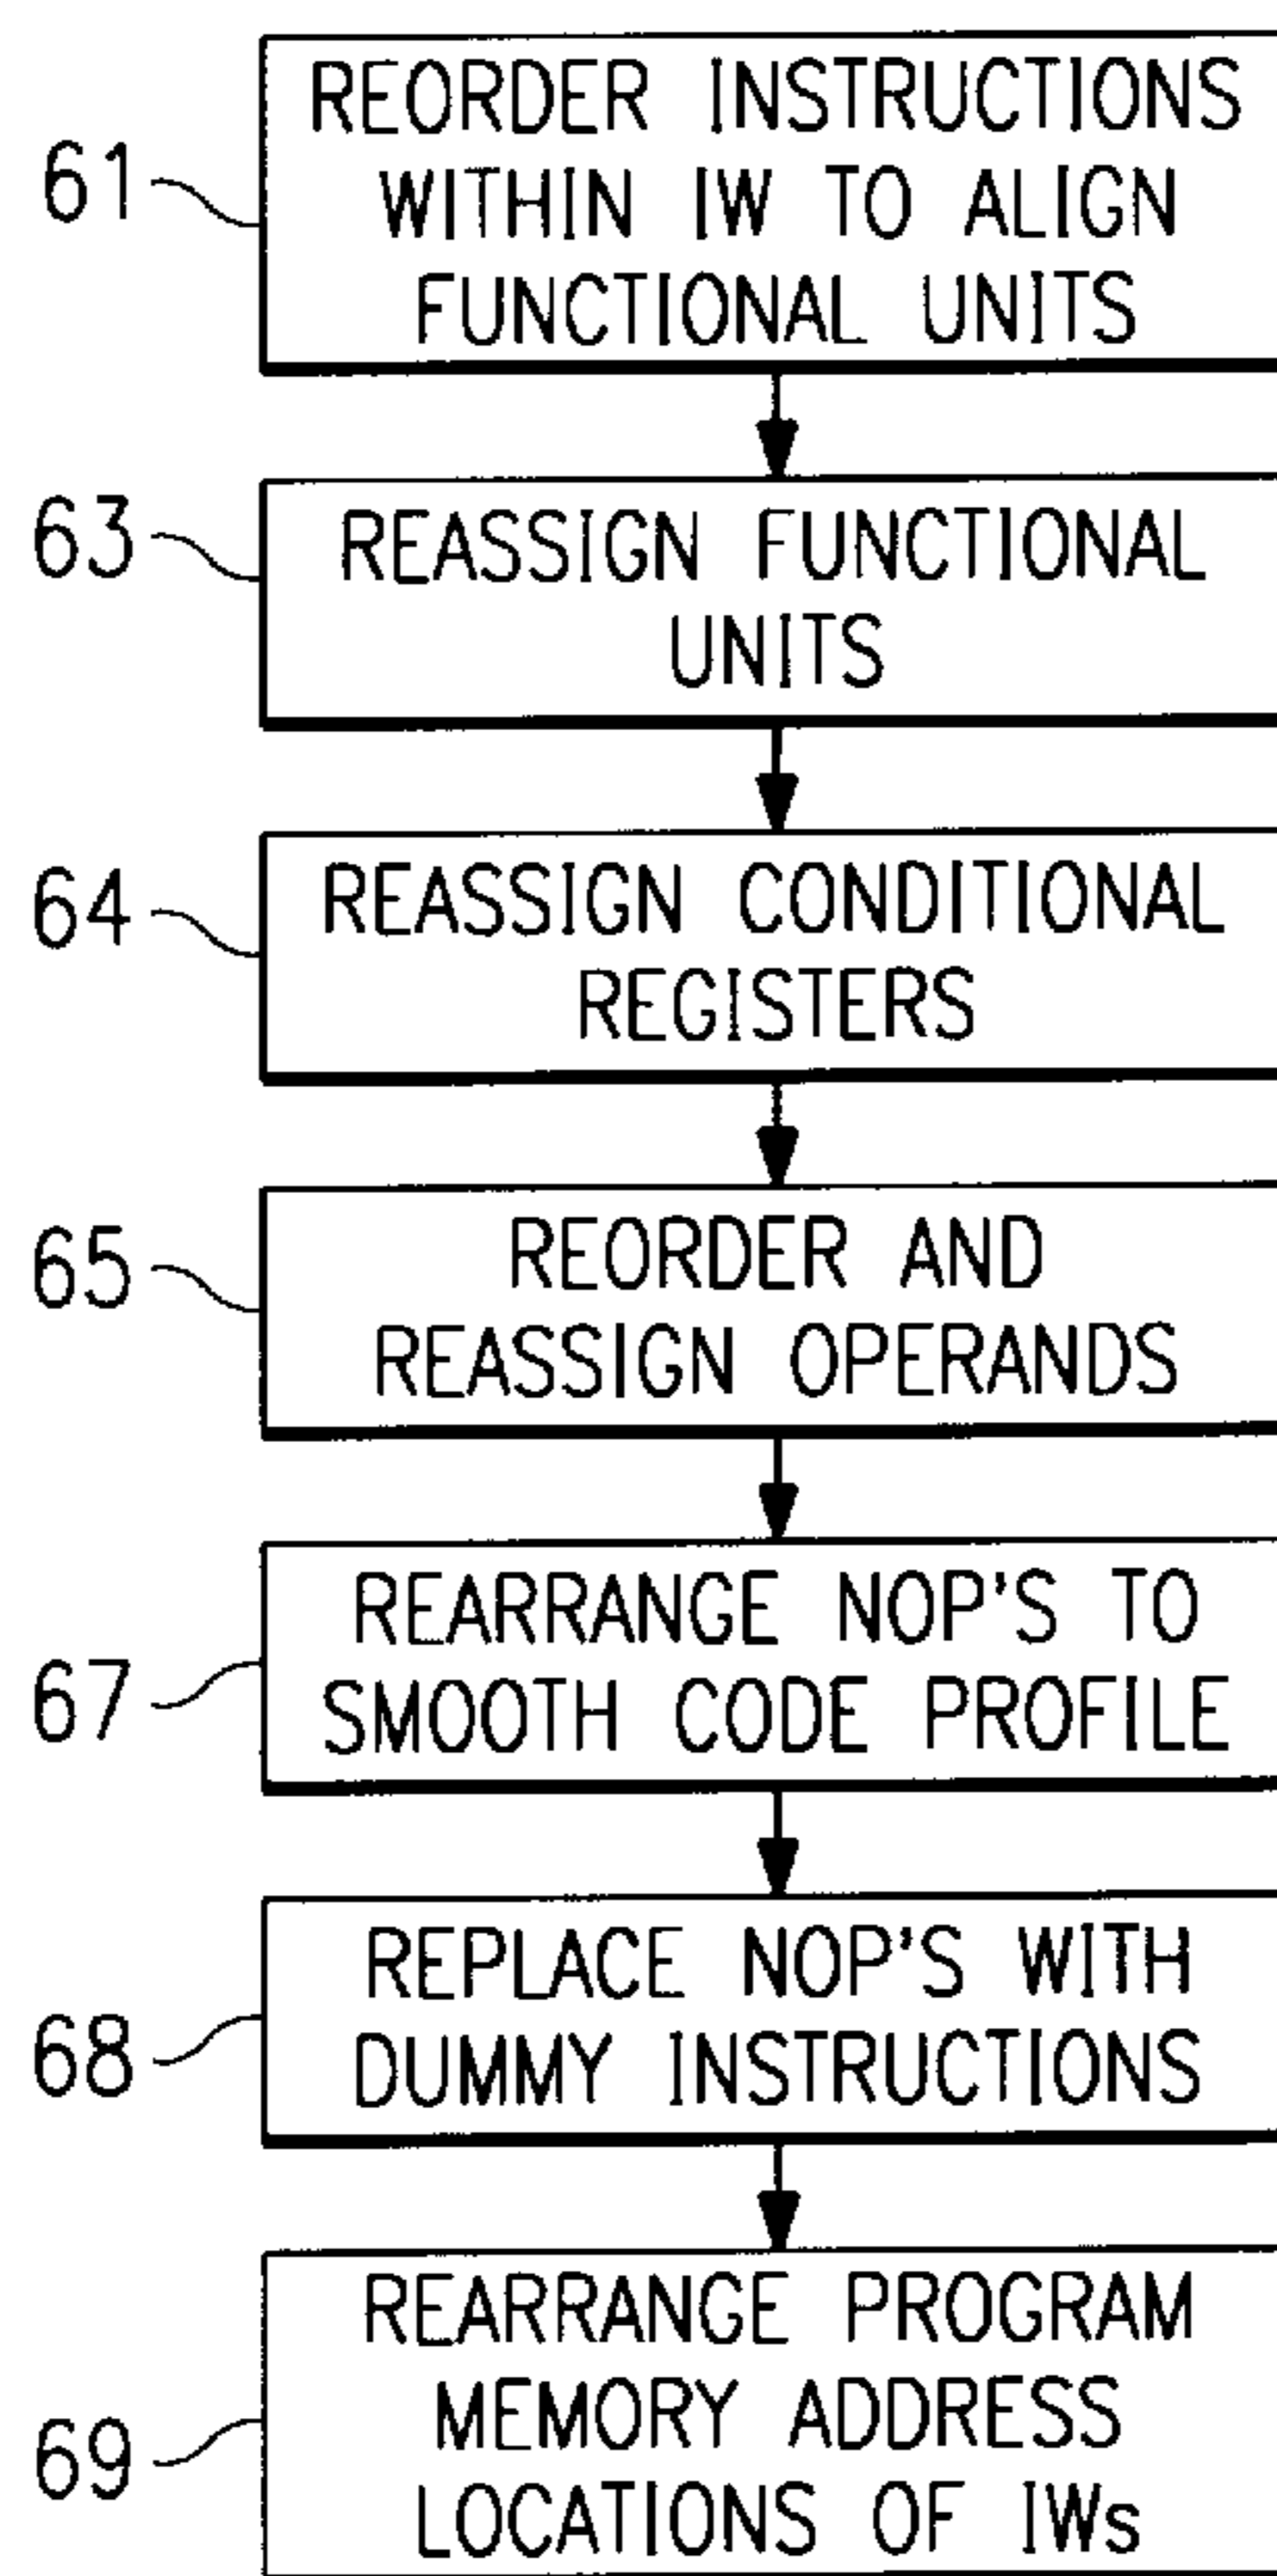 61
REORDER INSTRUCTIONS
WITHIN IW TO ALIGN
FUNCTIONAL UNITS
63
REASSIGN FUNCTIONAL
UNITS
64
REASSIGN CONDITIONAL
REGISTERS
65
REORDER AND
REASSIGN OPERANDS
67
REARRANGE NOP'S TO
SMOOTH CODE PROFILE
68
REPLACE NOP'S WITH
DUMMY INSTRUCTIONS
69
REARRANGE PROGRAM
MEMORY ADDRESS
LOCATIONS OF IWs